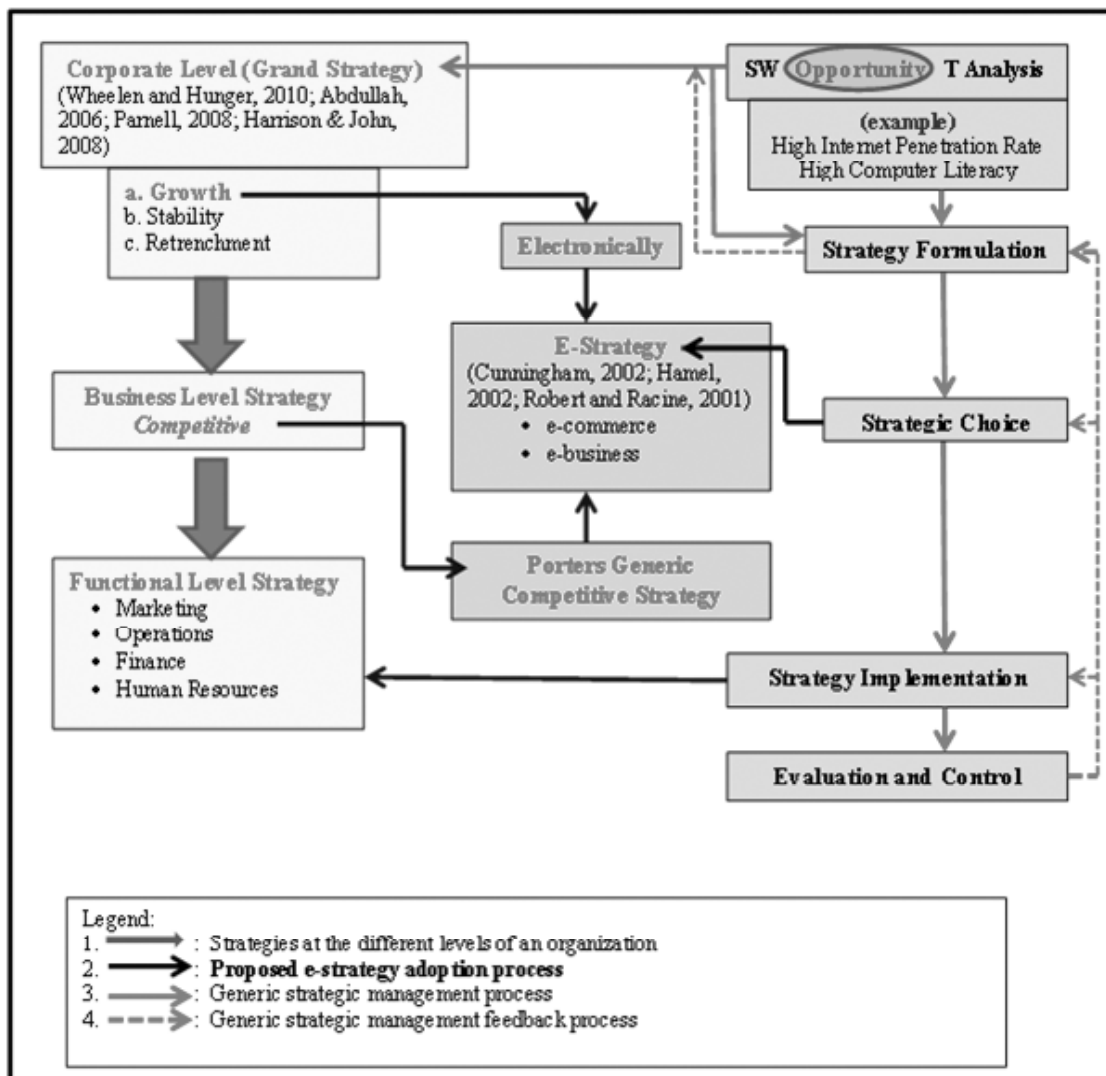 Corporate Level (Grand Strategy)
(Wheelen and Hunger, 2010; Abdullah,
2006; Parnell, 2008; Harrison & John,
2008)
a. Growth
b. Stability
c. Retrenchment
SW Opportunity T Analysis
(example)
High Internet Penetration Rate
High Computer Literacy
Electronically
Strategy Formulation
E-Strategy
(Cunningham, 2002; Hamel,
2002; Robert and Racine, 2001)
• e-commerce
• e-business
Business Level Strategy
Competitive
Strategic Choice
Porters Generic
Competitive Strategy
Functional Level Strategy
• Marketing
• Operations
• Finance
• Human Resources
Strategy Implementation
Evaluation and Control
Legend:
1. : Strategies at the different levels of an organization
2. : Proposed e-strategy adoption process
3. : Generic strategic management process
4. : Generic strategic management feedback process